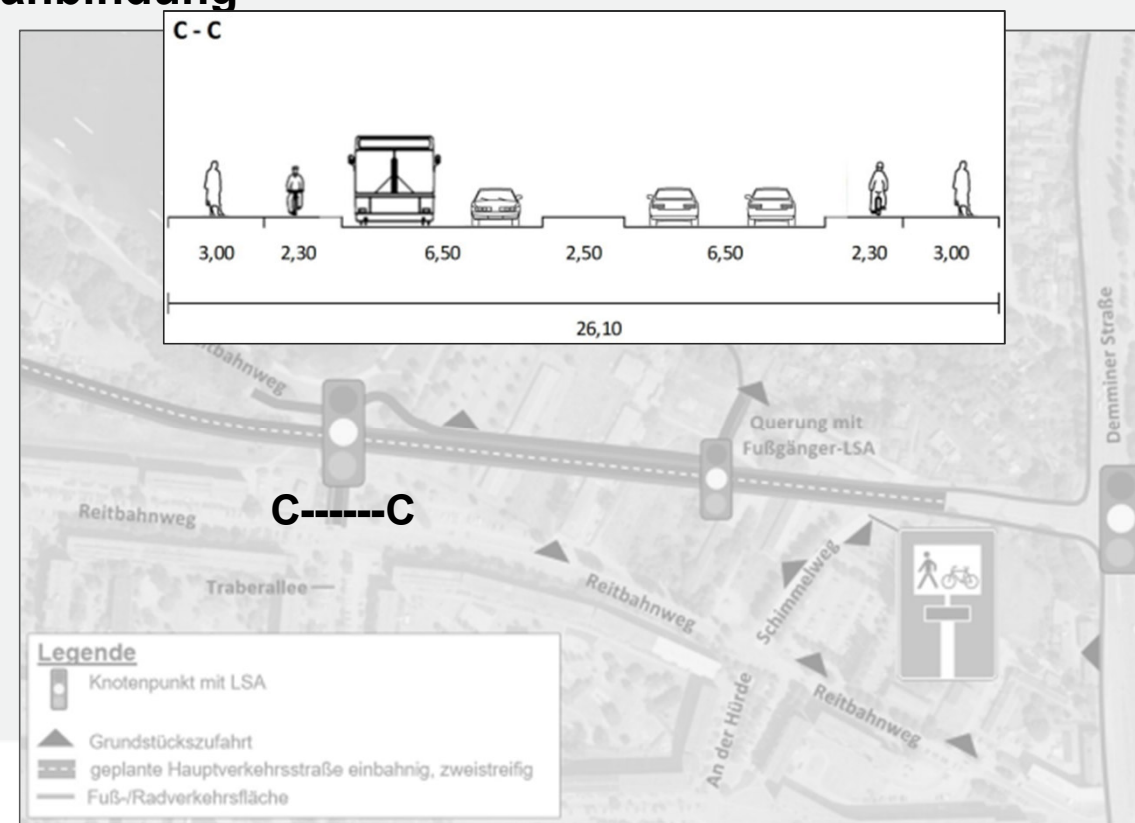 anbindung
C - C
3,00 2,30 6,50 2,50 6,50 2,30 3,00
26,10
Demminer Straße
Querung mit
Fußgänger-LSA
C------C
Reitbahnweg
Traberallee
Reitbahnweg
Schimmelweg
An der Hürde
Reitbahnweg
Legende
Knotenpunkt mit LSA
Grundstückszufahrt
geplante Hauptverkehrsstraße einbahnig, zweistreifig
Fuß-/Radverkehrsfläche